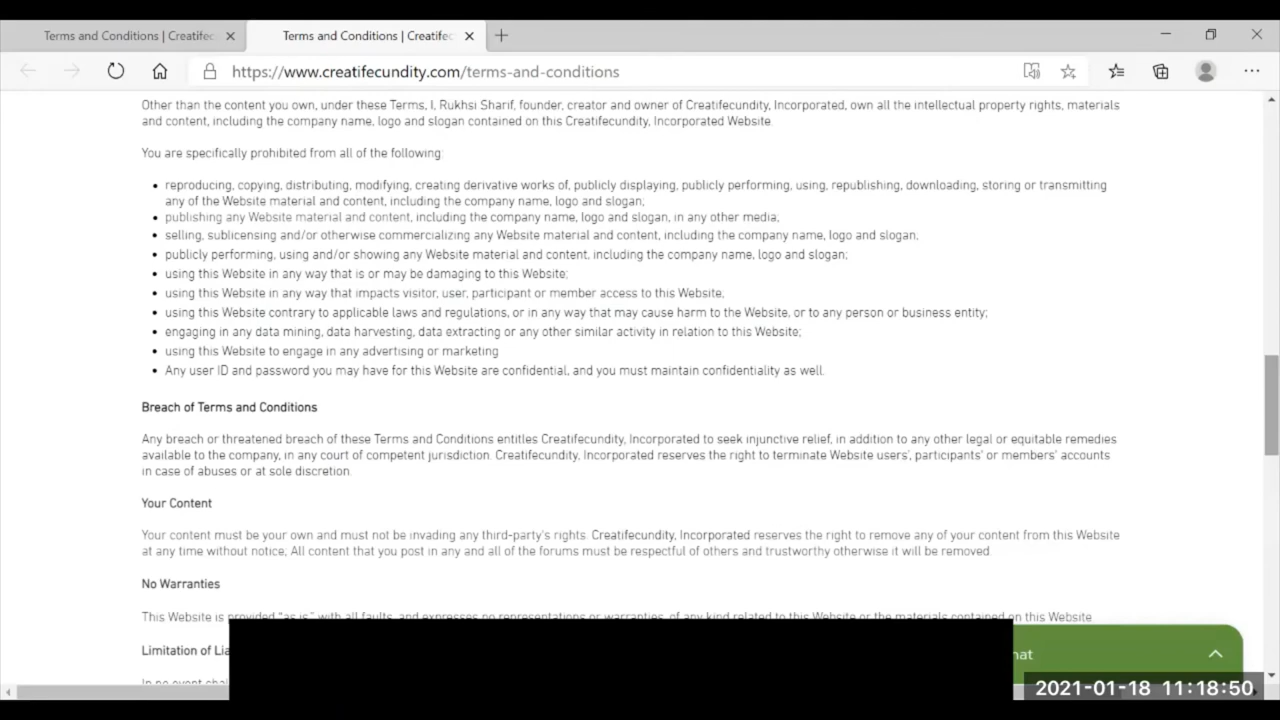 Terms and Conditions | Creatifec
Terms and Conditions | Creatifec
https://www.creatifecundity.com/terms-and-conditions
Other than the content you own, under these Terms, I, Rukhsi Sharif, founder, creator and owner of Creatifecundity, Incorporated, own all the intellectual property rights, materials
and content, including the company name, logo and slogan contained on this Creatifecundity, Incorporated Website.
You are specifically prohibited from all of the following:
• reproducing, copying, distributing, modifying, creating derivative works of, publicly displaying, publicly performing, using, republishing, downloading, storing or transmitting
any of the Website material and content, including the company name, logo and slogan;
• publishing any Website material and content, including the company name, logo and slogan, in any other media;
• selling, sublicensing and/or otherwise commercializing any Website material and content, including the company name, logo and slogan,
• publicly performing, using and/or showing any Website material and content, including the company name, logo and slogan;
• using this Website in any way that is or may be damaging to this Website;
• using this Website in any way that impacts visitor, user, participant or member access to this Website,
• using this Website contrary to applicable laws and regulations, or in any way that may cause harm to the Website, or to any person or business entity;
• engaging in any data mining, data harvesting, data extracting or any other similar activity in relation to this Website;
• using this Website to engage in any advertising or marketing
• Any user ID and password you may have for this Website are confidential, and you must maintain confidentiality as well.
Breach of Terms and Conditions
Any breach or threatened breach of these Terms and Conditions entitles Creatifecundity, Incorporated to seek injunctive relief, in addition to any other legal or equitable remedies
available to the company, in any court of competent jurisdiction. Creatifecundity, Incorporated reserves the right to terminate Website users', participants' or members' accounts
in case of abuses or at sole discretion.
Your Content
Your content must be your own and must not be invading any third-party's rights. Creatifecundity, Incorporated reserves the right to remove any of your content from this Website
at any time without notice, All content that you post in any and all of the forums must be respectful of others and trustworthy otherwise it will be removed.
No Warranties
This Website is provided "as is," with all faults, and expresses no representations or warranties, of any kind related to this Website or the materials contained on this Website.
Limitation of Lia
In no event shal
hat
2021-01-18 11:18:50